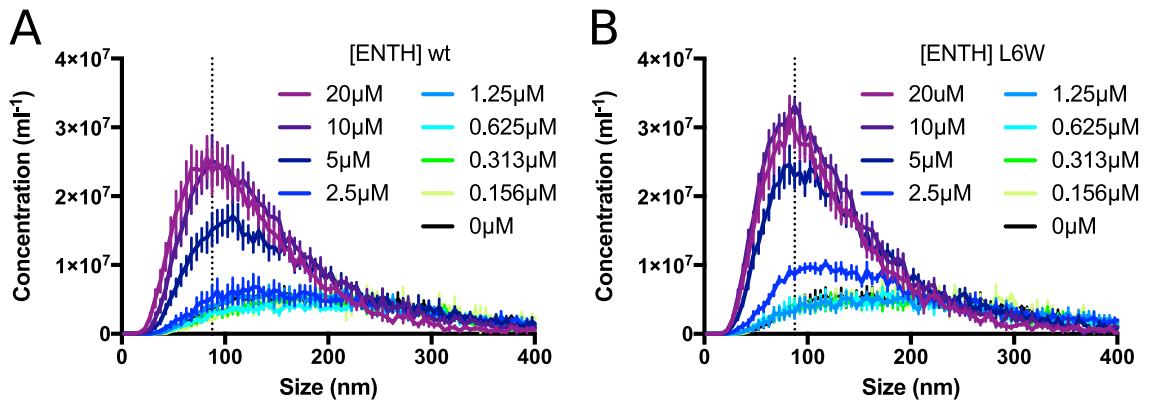 A
[ENTH] wt
4×10⁷
3×10⁷
2×10⁷
1×10⁷
0
Concentration (ml⁻¹)
20µM
10µM
5µM
2.5µM
1.25µM
0.625µM
0.313µM
0.156µM
0µM
0 100 200 300 400
Size (nm)
B
[ENTH] L6W
4×10⁷
3×10⁷
2×10⁷
1×10⁷
0
Concentration (ml⁻¹)
20uM
10µM
5µM
2.5µM
1.25µM
0.625µM
0.313µM
0.156µM
0µM
0 100 200 300 400
Size (nm)